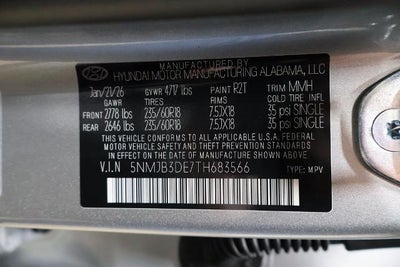 MFD BY
HYUNDAI MOTOR MANUFACTURING ALABAMA, LLC
Jan/21/26 GVWR 4717 lbs PAINT R2T TRIM MMH
GAWR TIRES RIMS COLD TIRE INFL
FRONT 2778 lbs 235/60R18 7.5JX18 35 psi SINGLE
REAR 2646 lbs 235/60R18 7.5JX18 35 psi SINGLE
THIS VEHICLE CONFORMS TO ALL APPLICABLE U.S. FEDERAL
MOTOR VEHICLE SAFETY, BUMPER, AND THEFT PREVENTION
STANDARDS IN EFFECT ON THE DATE OF MANUFACTURE SHOWN ABOVE
V.I.N 5NMJB3DE7TH683566 TYPE: MPV